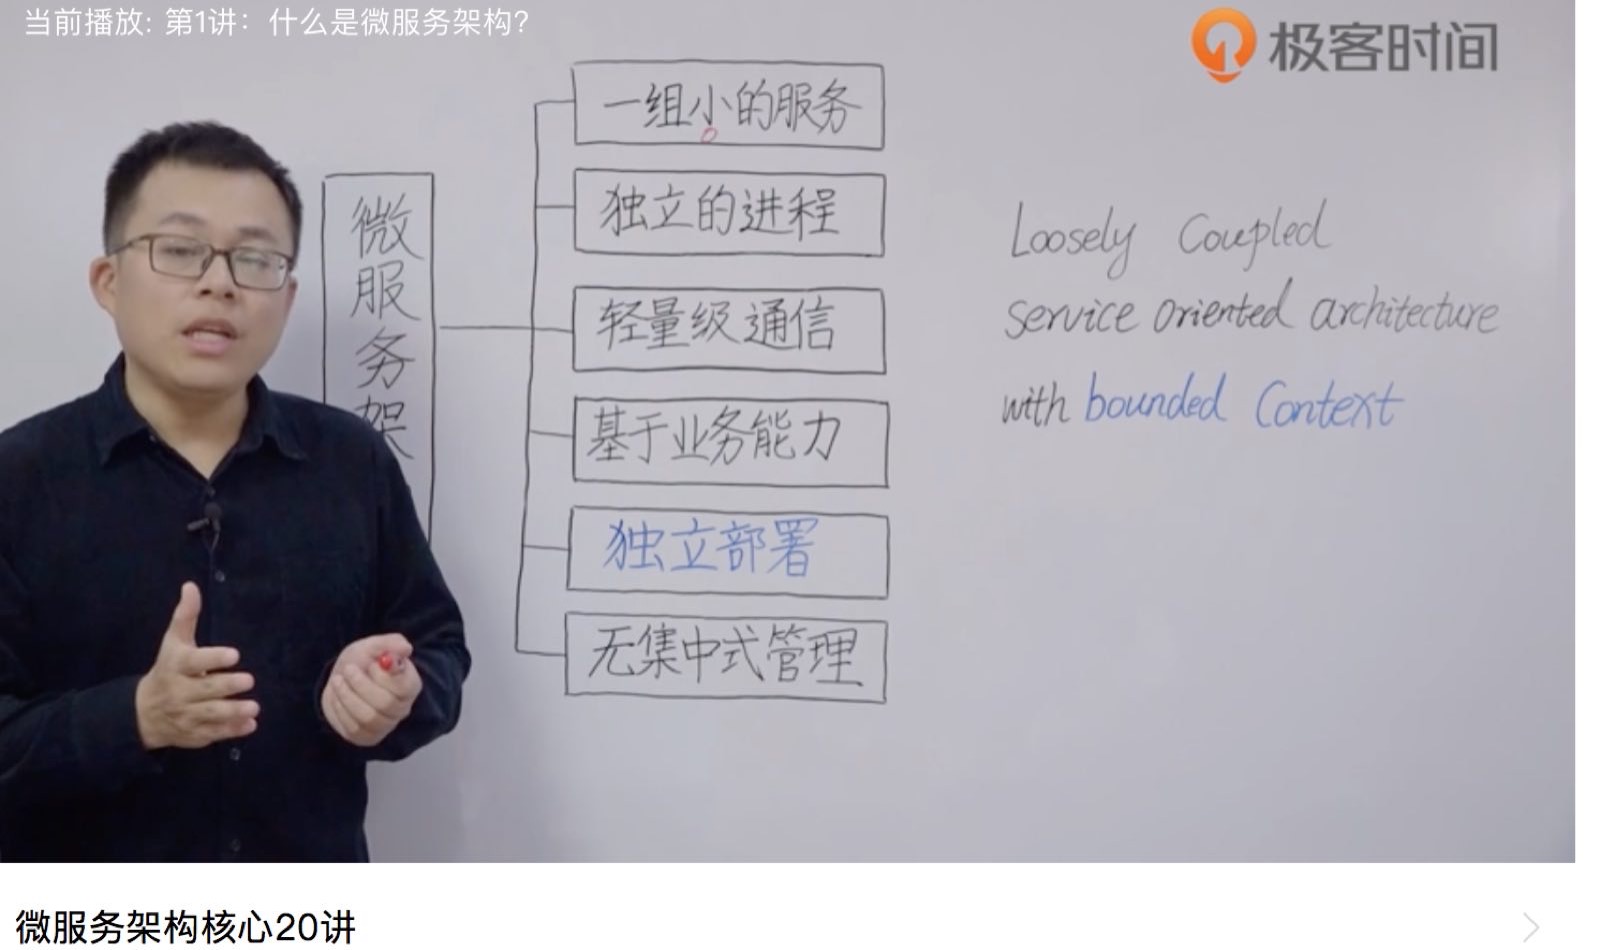 当前播放: 第1讲：什么是微服务架构?
极客时间
微服务架
一组小的服务
独立的进程
轻量级通信
基于业务能力
独立部署
无集中式管理
Loosely Coupled
service oriented architecture
with bounded Context
微服务架构核心20讲